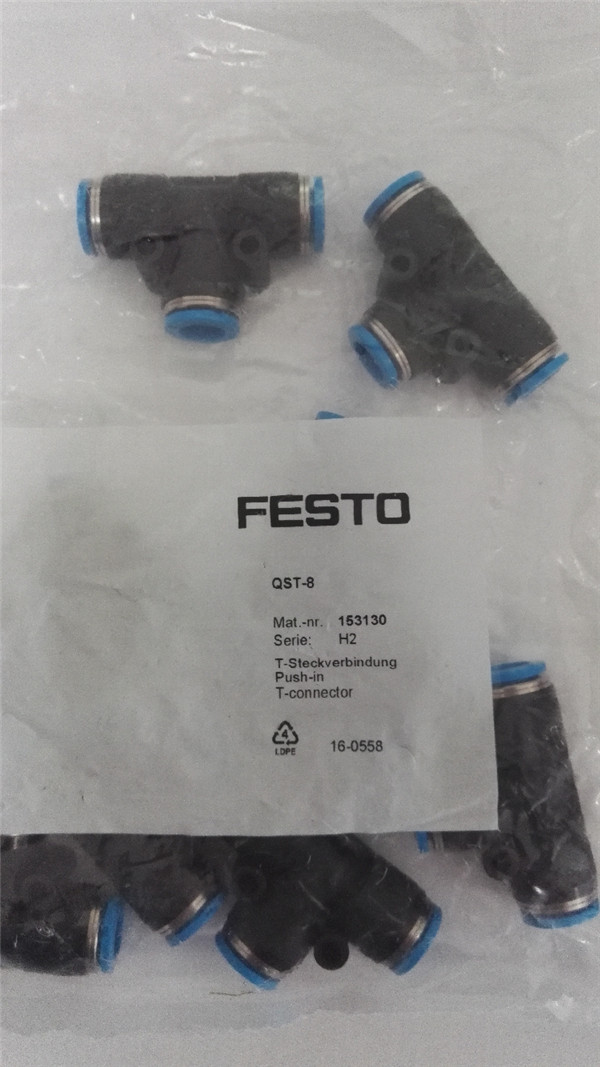 FESTO
QST-8
Mat.-nr. 153130
Serie: H2
T-Steckverbindung
Push-in
T-connector
4
LDPE
16-0558